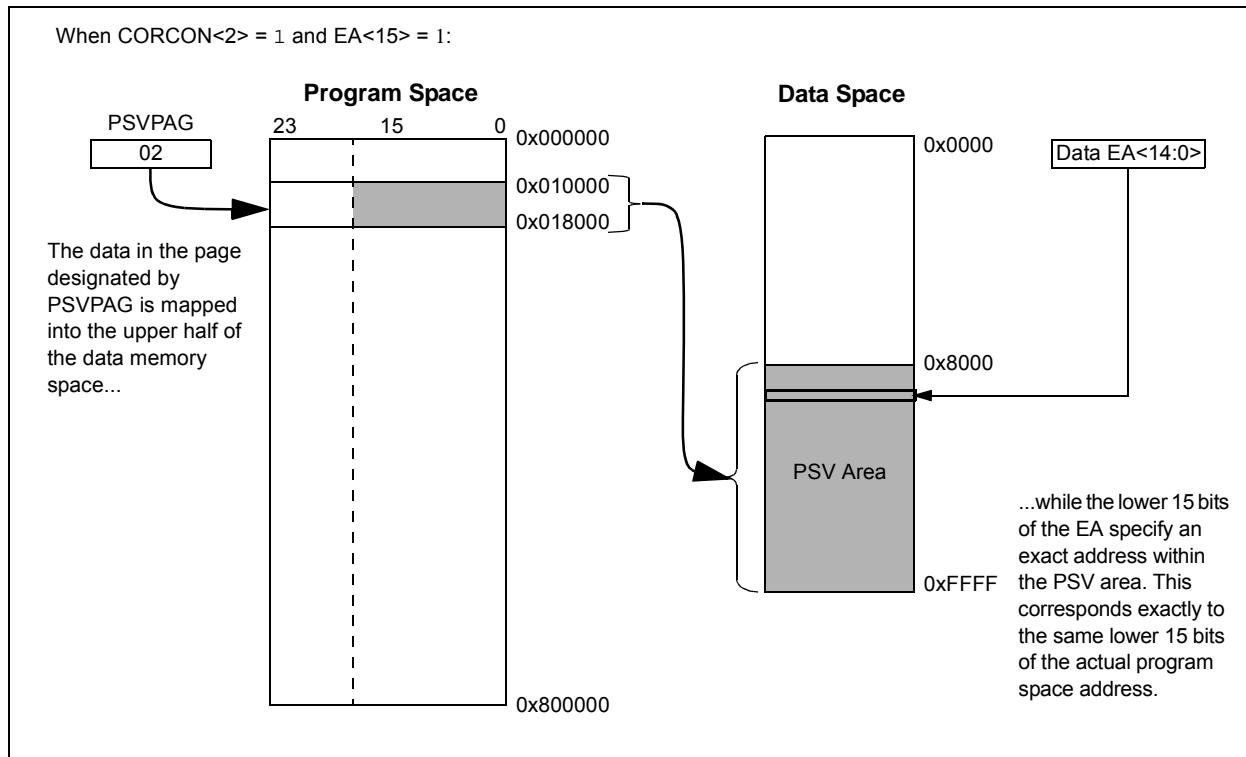 When CORCON<2> = 1 and EA<15> = 1:
Program Space
Data Space
PSVPAG
02
23 15 0
0x000000
0x010000
0x018000
0x800000
The data in the page
designated by
PSVPAG is mapped
into the upper half of
the data memory
space...
0x0000
0x8000
0xFFFF
PSV Area
Data EA<14:0>
...while the lower 15 bits
of the EA specify an
exact address within
the PSV area. This
corresponds exactly to
the same lower 15 bits
of the actual program
space address.